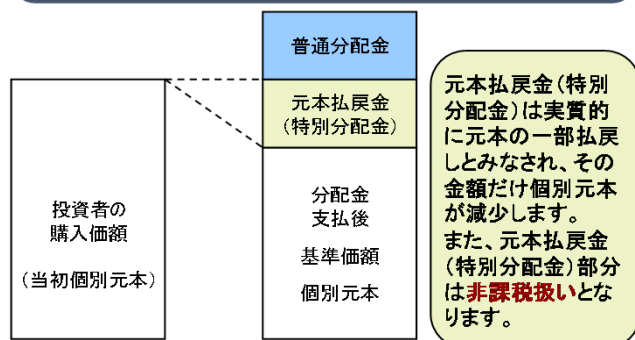 普通分配金
元本払戻金
(特別分配金)
投資者の
購入価額
(当初個別元本)
分配金
支払後
基準価額
個別元本
元本払戻金(特別
分配金)は実質的
に元本の一部払戻
しとみなされ、その
金額だけ個別元本
が減少します。
また、元本払戻金
(特別分配金)部分
は非課税扱いとな
ります。